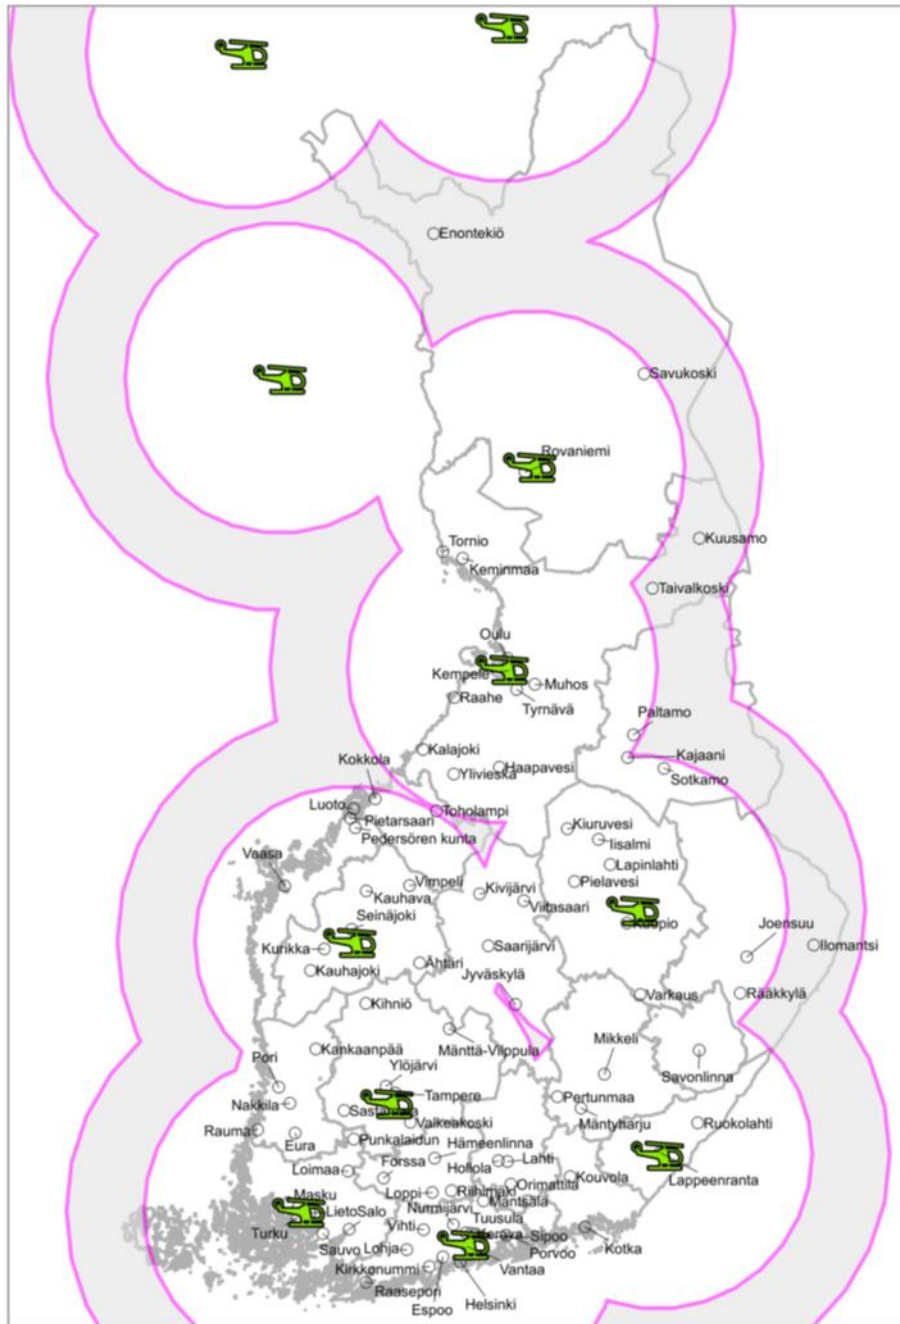 Enontekiö
Savukoski
Rovaniemi
Kuusamo
Tornio
Keminmaa
Taivalkoski
Oulu
Kempele
Muhos
Raahe
Tyrnävä
Paltamo
Kalajoki
Kajaani
Kokkola
Haapavesi
Ylivieska
Sotkamo
Luoto
Toholampi
Pietarsaari
Kiuruvesi
Pedersören kunta
Iisalmi
Vaasa
Lapinlahti
Vimpeli
Pielavesi
Kauhava
Kivijärvi
Viitasaari
Seinäjoki
Kuopio
Joensuu
Kurikka
Saarijärvi
Ilomantsi
Ähtäri
Kauhajoki
Jyväskylä
Varkaus
Rääkkylä
Kihniö
Mikkeli
Kankaanpää
Mänttä-Vilppula
Pori
Ylöjärvi
Savonlinna
Tampere
Pertunmaa
Nakkila
Sastamala
Valkeakoski
Mäntyharju
Ruokolahti
Rauma
Punkalaidun
Hämeenlinna
Eura
Forssa
Hollola
Lahti
Loimaa
Kouvola
Lappeenranta
Orimattila
Loppi
Riihimäki
Masku
Mäntsälä
Nurmijärvi
Lieto
Salo
Tuusula
Turku
Vihti
Kerava
Sipoo
Sauvo
Lohja
Porvoo
Kotka
Kirkkonummi
Vantaa
Raasepori
Espoo
Helsinki